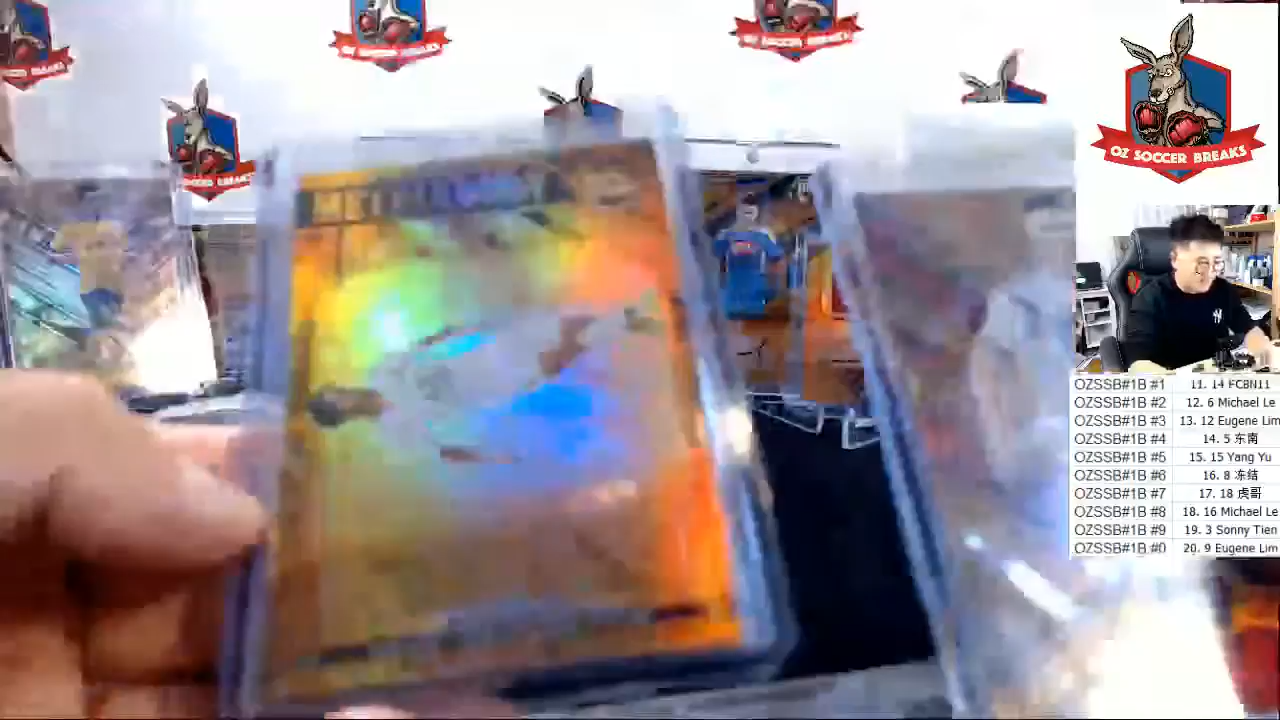 OZ SOCCER BREAKS
OZ SOCCER BREAKS
OZ SOCCER BREAKS
OZ SOCCER BREAKS
OZSSB#1B #1 11. 14 FCBN11
OZSSB#1B #2 12. 6 Michael Le
OZSSB#1B #3 13. 12 Eugene Lim
OZSSB#1B #4 14. 5 东南
OZSSB#1B #5 15. 15 Yang Yu
OZSSB#1B #6 16. 8 冻结
OZSSB#1B #7 17. 18 虎哥
OZSSB#1B #8 18. 16 Michael Le
OZSSB#1B #9 19. 3 Sonny Tien
OZSSB#1B #0 20. 9 Eugene Lim